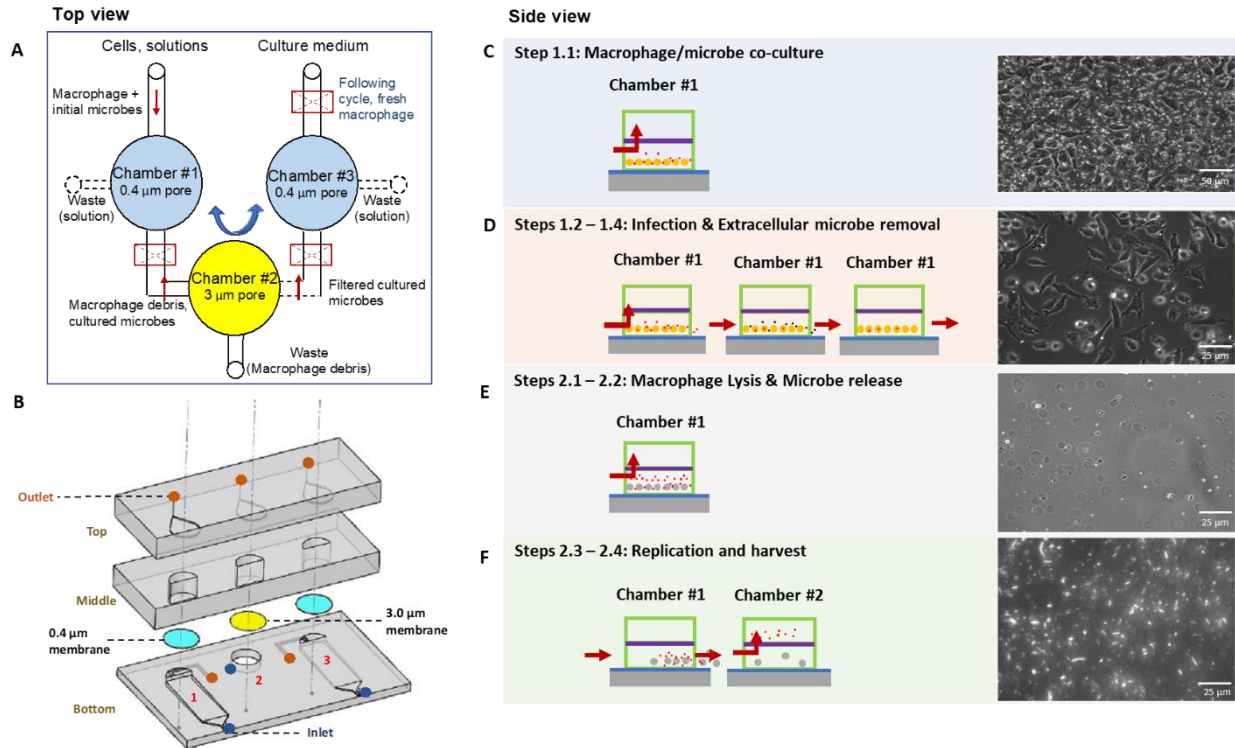 Top view
A
Cells, solutions
Culture medium
Macrophage +
initial microbes
Following
cycle, fresh
macrophage
Chamber #1
0.4 μm pore
Chamber #3
0.4 μm pore
Waste
(solution)
Waste
(solution)
Chamber #2
3 μm pore
Macrophage debris,
cultured microbes
Filtered cultured
microbes
Waste
(Macrophage debris)
B
Outlet
Top
Middle
0.4 μm
membrane
3.0 μm
membrane
1
2
3
Bottom
Inlet
Side view
C
Step 1.1: Macrophage/microbe co-culture
Chamber #1
50 μm
D
Steps 1.2 – 1.4: Infection & Extracellular microbe removal
Chamber #1
Chamber #1
Chamber #1
25 μm
E
Steps 2.1 – 2.2: Macrophage Lysis & Microbe release
Chamber #1
25 μm
F
Steps 2.3 – 2.4: Replication and harvest
Chamber #1
Chamber #2
25 μm